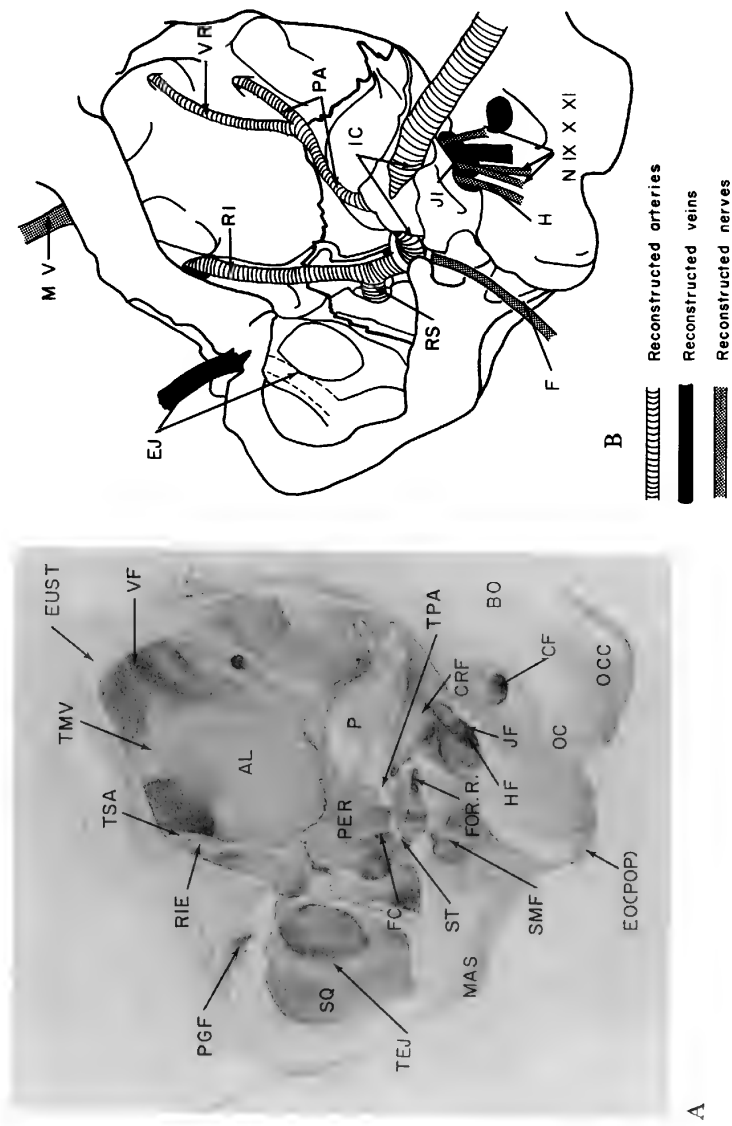 EUST
TMV
VF
TSA
RIE
PGF
AL
SQ
PER
P
FC
TEJ
TPA
ST
CRF
MAS
FOR. R.
BO
JF
HF
SMF
CF
OC
OCC
EO(POP)
A
M V
EJ
RI
VR
PA
IC
RS
JI
H
F
N IX X XI
B
Reconstructed arteries
Reconstructed veins
Reconstructed nerves